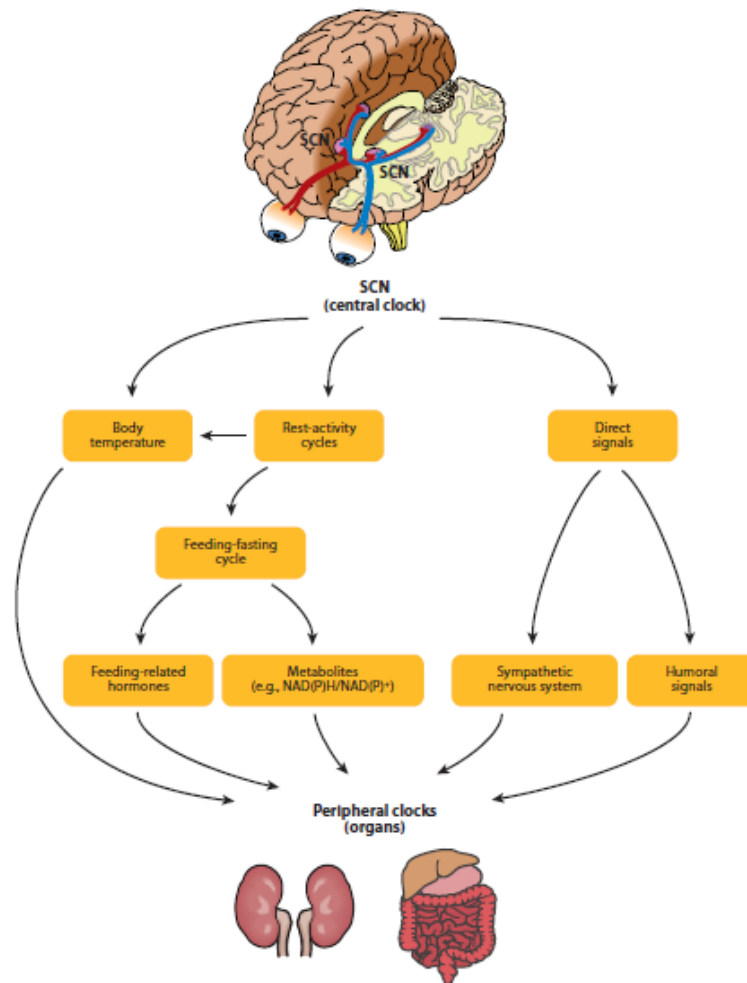 SCN
SCN
SCN
(central clock)
Body
temperature
Rest-activity
cycles
Direct
signals
Feeding-fasting
cycle
Feeding-related
hormones
Metabolites
(e.g., NAD(P)H/NAD(P)⁺)
Sympathetic
nervous system
Humoral
signals
Peripheral clocks
(organs)